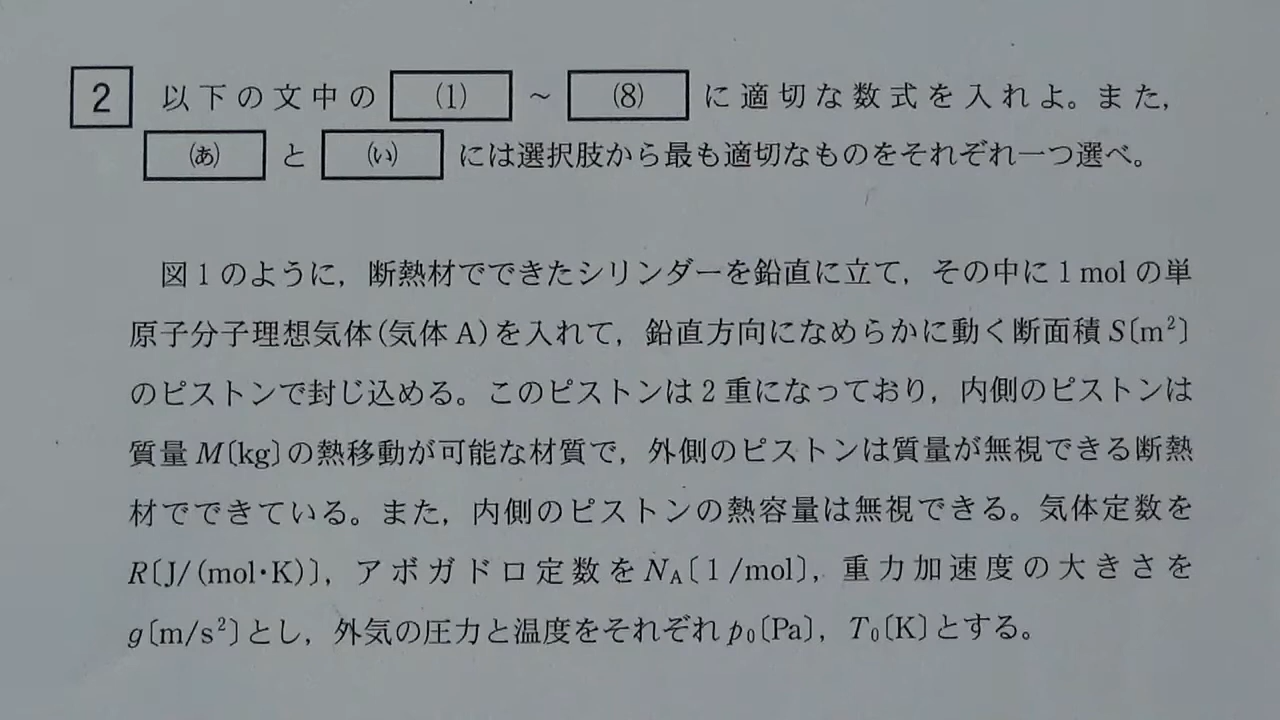 2 以下の文中の (1) ～ (8) に適切な数式を入れよ。また,
(あ) と (い) には選択肢から最も適切なものをそれぞれ一つ選べ。
図1のように, 断熱材でできたシリンダーを鉛直に立て, その中に1molの単
原子分子理想気体(気体A)を入れて, 鉛直方向になめらかに動く断面積S〔m²〕
のピストンで封じ込める。このピストンは2重になっており, 内側のピストンは
質量M〔kg〕の熱移動が可能な材質で, 外側のピストンは質量が無視できる断熱
材でできている。また, 内側のピストンの熱容量は無視できる。気体定数を
R〔J/(mol・K)〕, アボガドロ定数をN_A〔1/mol〕, 重力加速度の大きさを
g〔m/s²〕とし, 外気の圧力と温度をそれぞれp₀〔Pa〕, T₀〔K〕とする。